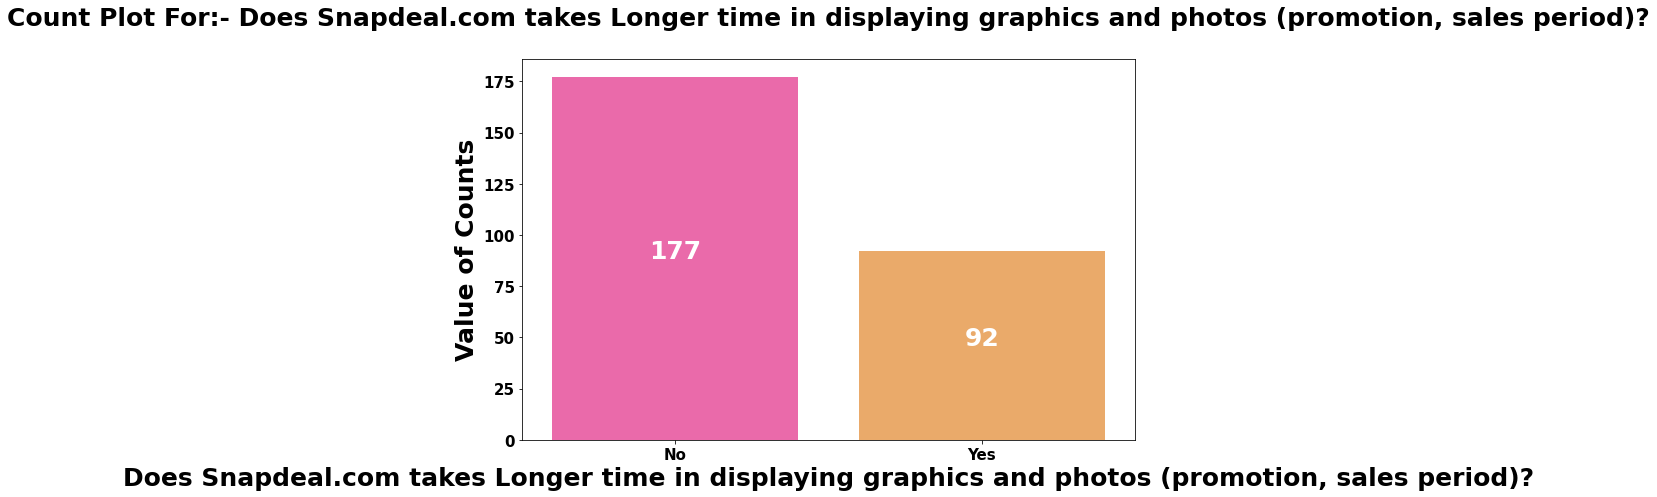 Count Plot For:- Does Snapdeal.com takes Longer time in displaying graphics and photos (promotion, sales period)?
Value of Counts
175
150
125
100
75
50
25
0
177
92
No
Yes
Does Snapdeal.com takes Longer time in displaying graphics and photos (promotion, sales period)?